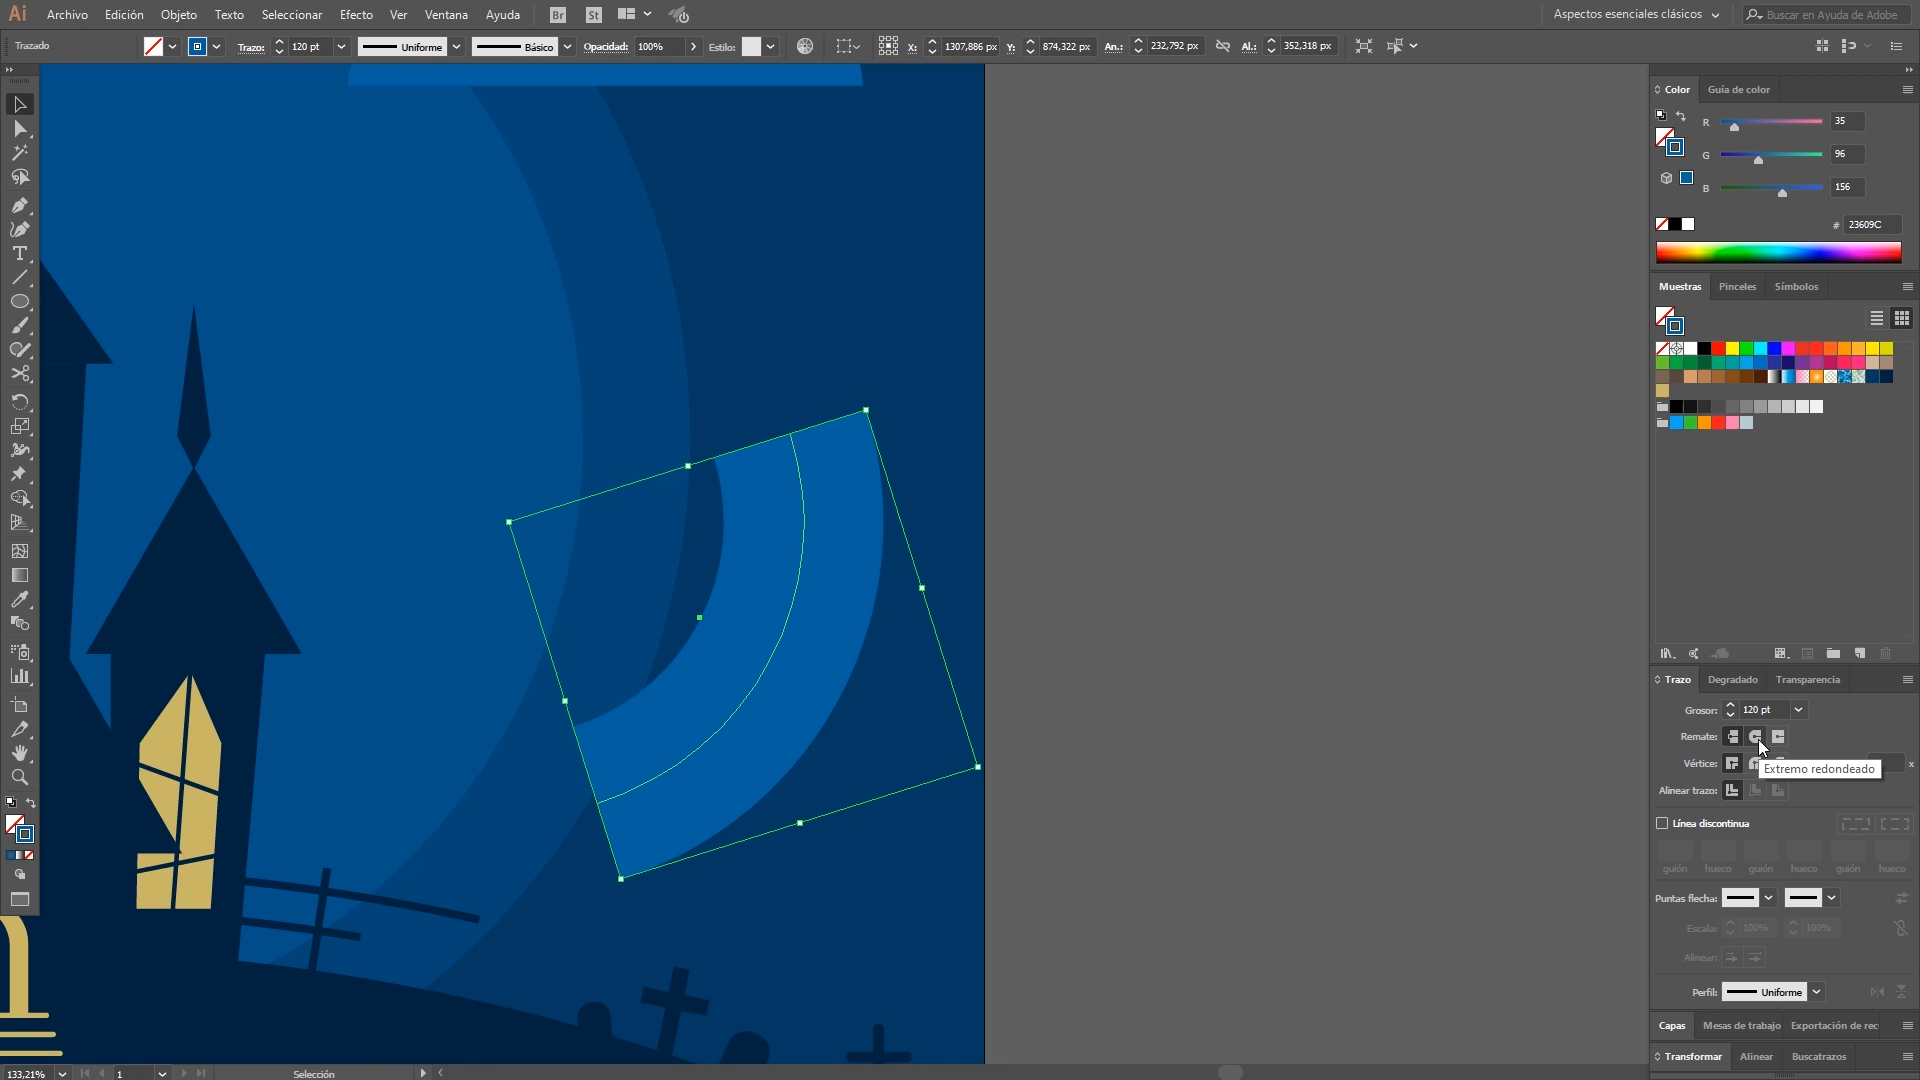 Ai Archivo Edición Objeto Texto Seleccionar Efecto Ver Ventana Ayuda Br St Aspectos esenciales clásicos Buscar en Ayuda de Adobe
Trazado Trazo: 120 pt Uniforme Básico Opacidad: 100% Estilo: X: 1307,886 px Y: 874,322 px An.: 232,792 px Al.: 352,318 px
Color Guía de color
R 35
G 96
B 156
# 23609C
Muestras Pinceles Símbolos
Trazo Degradado Transparencia
Grosor: 120 pt
Remate:
Vértice: x
Extremo redondeado
Alinear trazo:
Línea discontinua
guión hueco guión hueco guión hueco
Puntas flecha:
Escala: 100% 100%
Alinear:
Perfil: Uniforme
Capas Mesas de trabajo Exportación de rec
Transformar Alinear Buscatrazos
133,21% 1 Selección